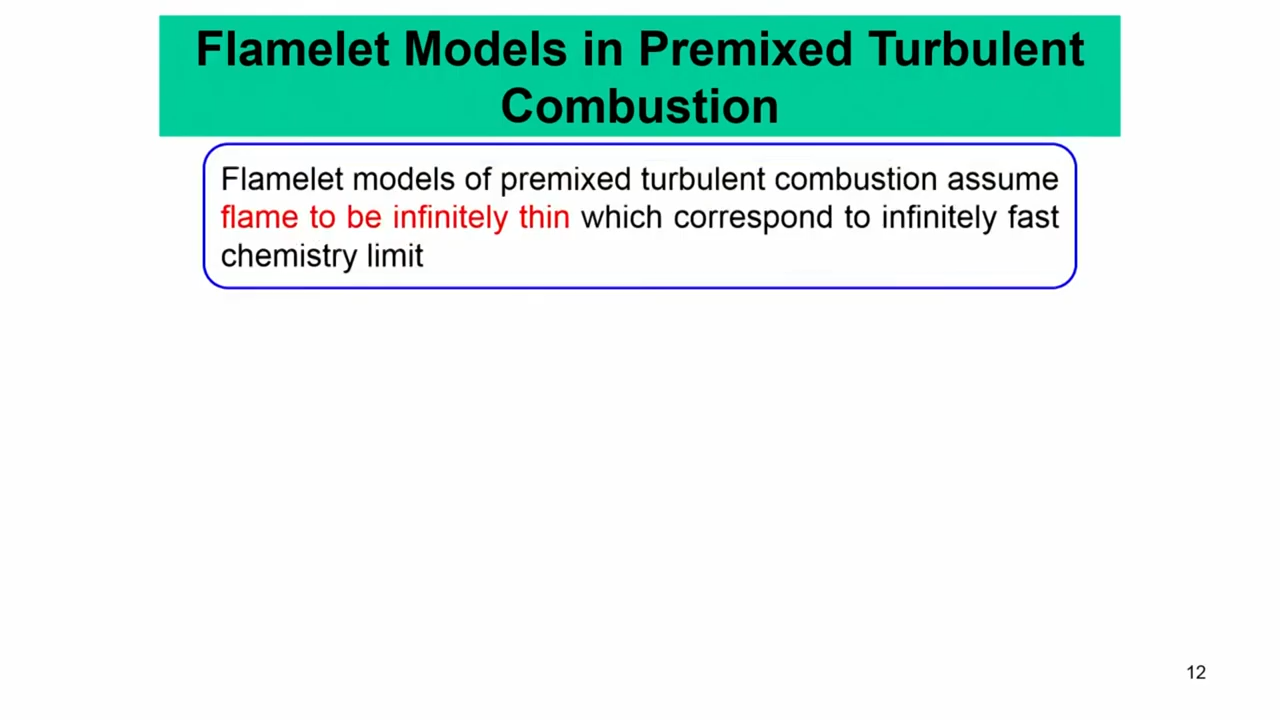 Flamelet Models in Premixed Turbulent
Combustion
Flamelet models of premixed turbulent combustion assume
flame to be infinitely thin which correspond to infinitely fast
chemistry limit
12